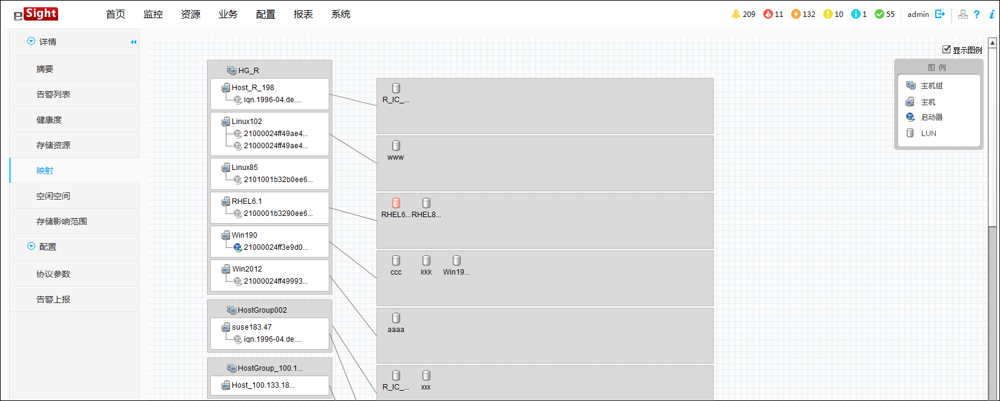 eSight 首页 监控 资源 业务 配置 报表 系统 209 11 132 10 1 55 admin
详情
摘要
告警列表
健康度
存储资源
映射
空闲空间
存储影响范围
配置
协议参数
告警上报
HG_R
Host_R_198
iqn.1996-04.de....
Linux102
21000024ff49ae4...
21000024ff49ae4...
Linux85
2101001b32b0ee6...
RHEL6.1
2100001b3290ee6...
Win190
21000024ff3e9d0...
Win2012
21000024ff49993...
HostGroup002
suse183.47
iqn.1996-04.de....
HostGroup_100.1...
Host_100.133.18...
R_IC_...
www
RHEL6... RHEL8...
ccc kkk Win19...
aaaa
R_IC_... xxx
显示图例
图 例
主机组
主机
启动器
LUN